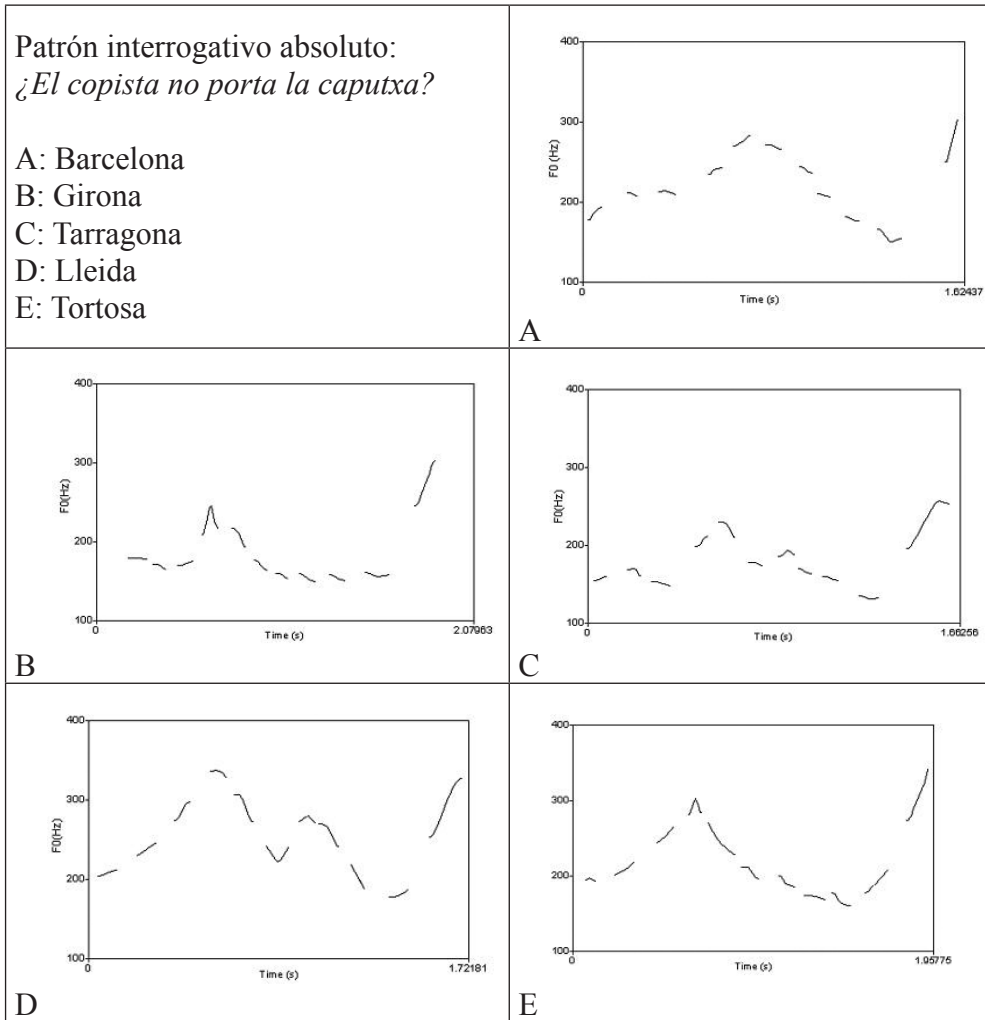 Patrón interrogativo absoluto:
¿El copista no porta la caputxa?
A: Barcelona
B: Girona
C: Tarragona
D: Lleida
E: Tortosa
400
300
200
100
F0 (Hz)
0
1.62437
Time (s)
A
400
300
200
100
F0(Hz)
0
2.07963
Time (s)
B
400
300
200
100
F0(Hz)
0
1.66256
Time (s)
C
400
300
200
100
F0(Hz)
0
1.72181
Time (s)
D
400
300
200
100
F0(Hz)
0
1.95775
Time (s)
E